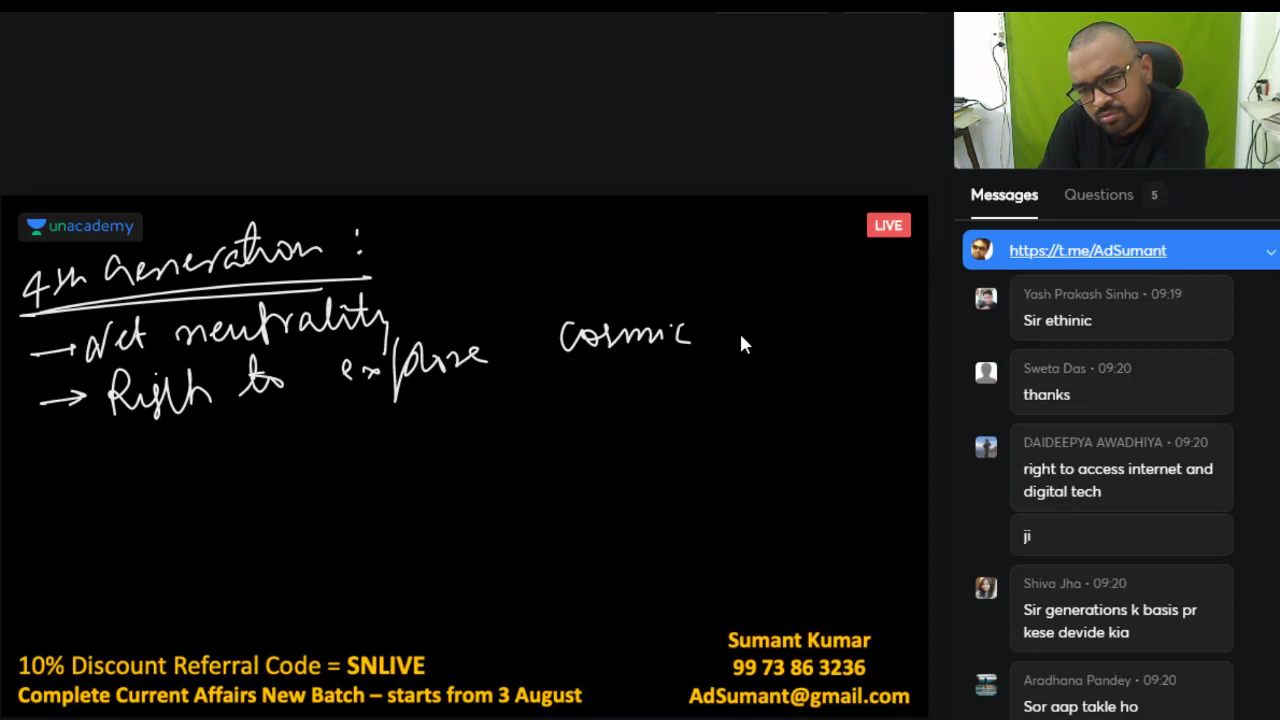 unacademy
LIVE
4th Generation :
→ Net neutrality
→ Right to explore cosmic
10% Discount Referral Code = SNLIVE
Complete Current Affairs New Batch – starts from 3 August
Sumant Kumar
99 73 86 3236
AdSumant@gmail.com
Messages Questions 5
https://t.me/AdSumant
Yash Prakash Sinha • 09:19
Sir ethinic
Sweta Das • 09:20
thanks
DAIDEEPYA AWADHIYA • 09:20
right to access internet and
digital tech
ji
Shiva Jha • 09:20
Sir generations k basis pr
kese devide kia
Aradhana Pandey • 09:20
Sor aap takle ho